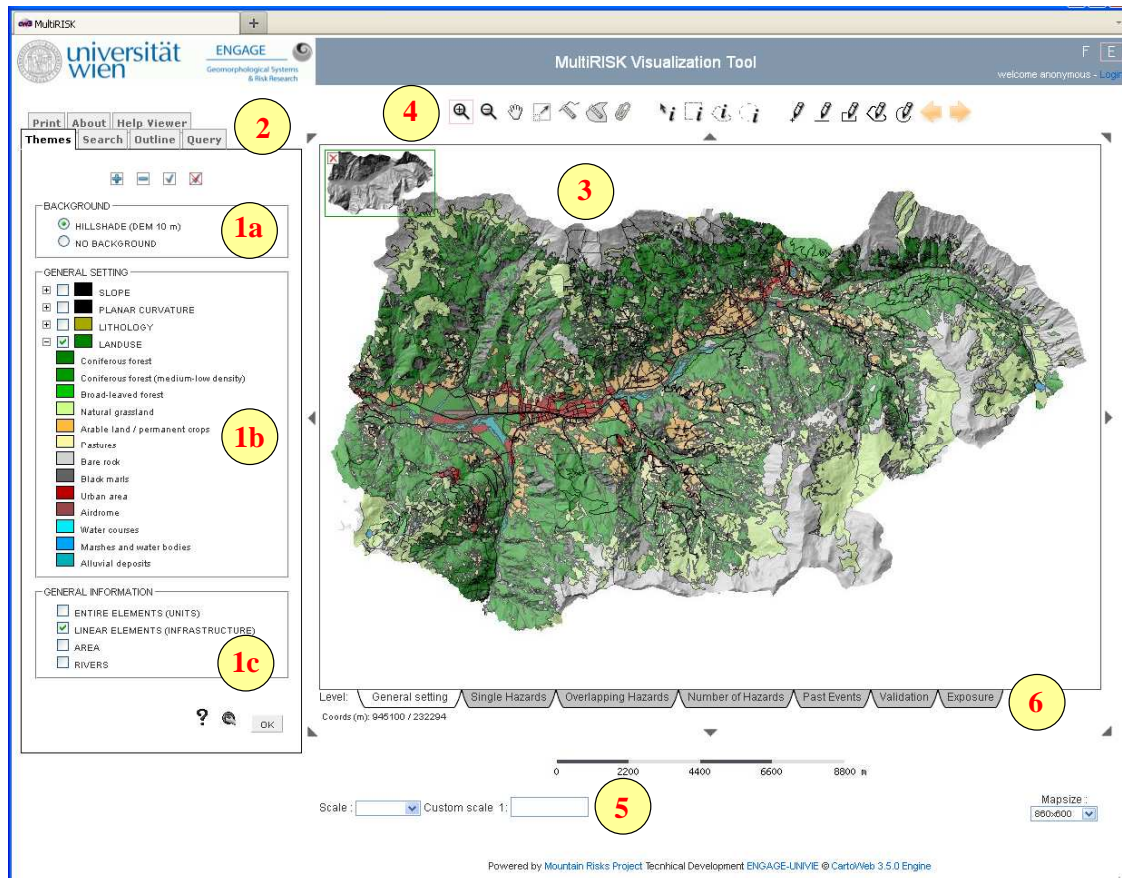 MultiRISK
universität
wien
ENGAGE
Geomorphological Systems
& Risk Research
MultiRISK Visualization Tool
F E
welcome anonymous - Login
4
2
Print About Help Viewer
Themes Search Outline Query
3
BACKGROUND
1a
HILLSHADE (DEM 10 m)
NO BACKGROUND
GENERAL SETTING
SLOPE
PLANAR CURVATURE
LITHOLOGY
LANDUSE
Coniferous forest
Coniferous forest (medium-low density)
Broad-leaved forest
Natural grassland
Arable land / permanent crops
1b
Pastures
Bare rock
Black marls
Urban area
Airdrome
Water courses
Marshes and water bodies
Alluvial deposits
GENERAL INFORMATION
ENTIRE ELEMENTS (UNITS)
LINEAR ELEMENTS (INFRASTRUCTURE)
AREA
RIVERS
1c
? OK
Level: General setting Single Hazards Overlapping Hazards Number of Hazards Past Events Validation Exposure
6
Coords (m): 945100 / 232294
0 2200 4400 6600 8800 m
Scale : Custom scale 1:
5
Mapsize :
860x600
Powered by Mountain Risks Project Tecnhical Development ENGAGE-UNIVIE @ CartoWeb 3.5.0 Engine